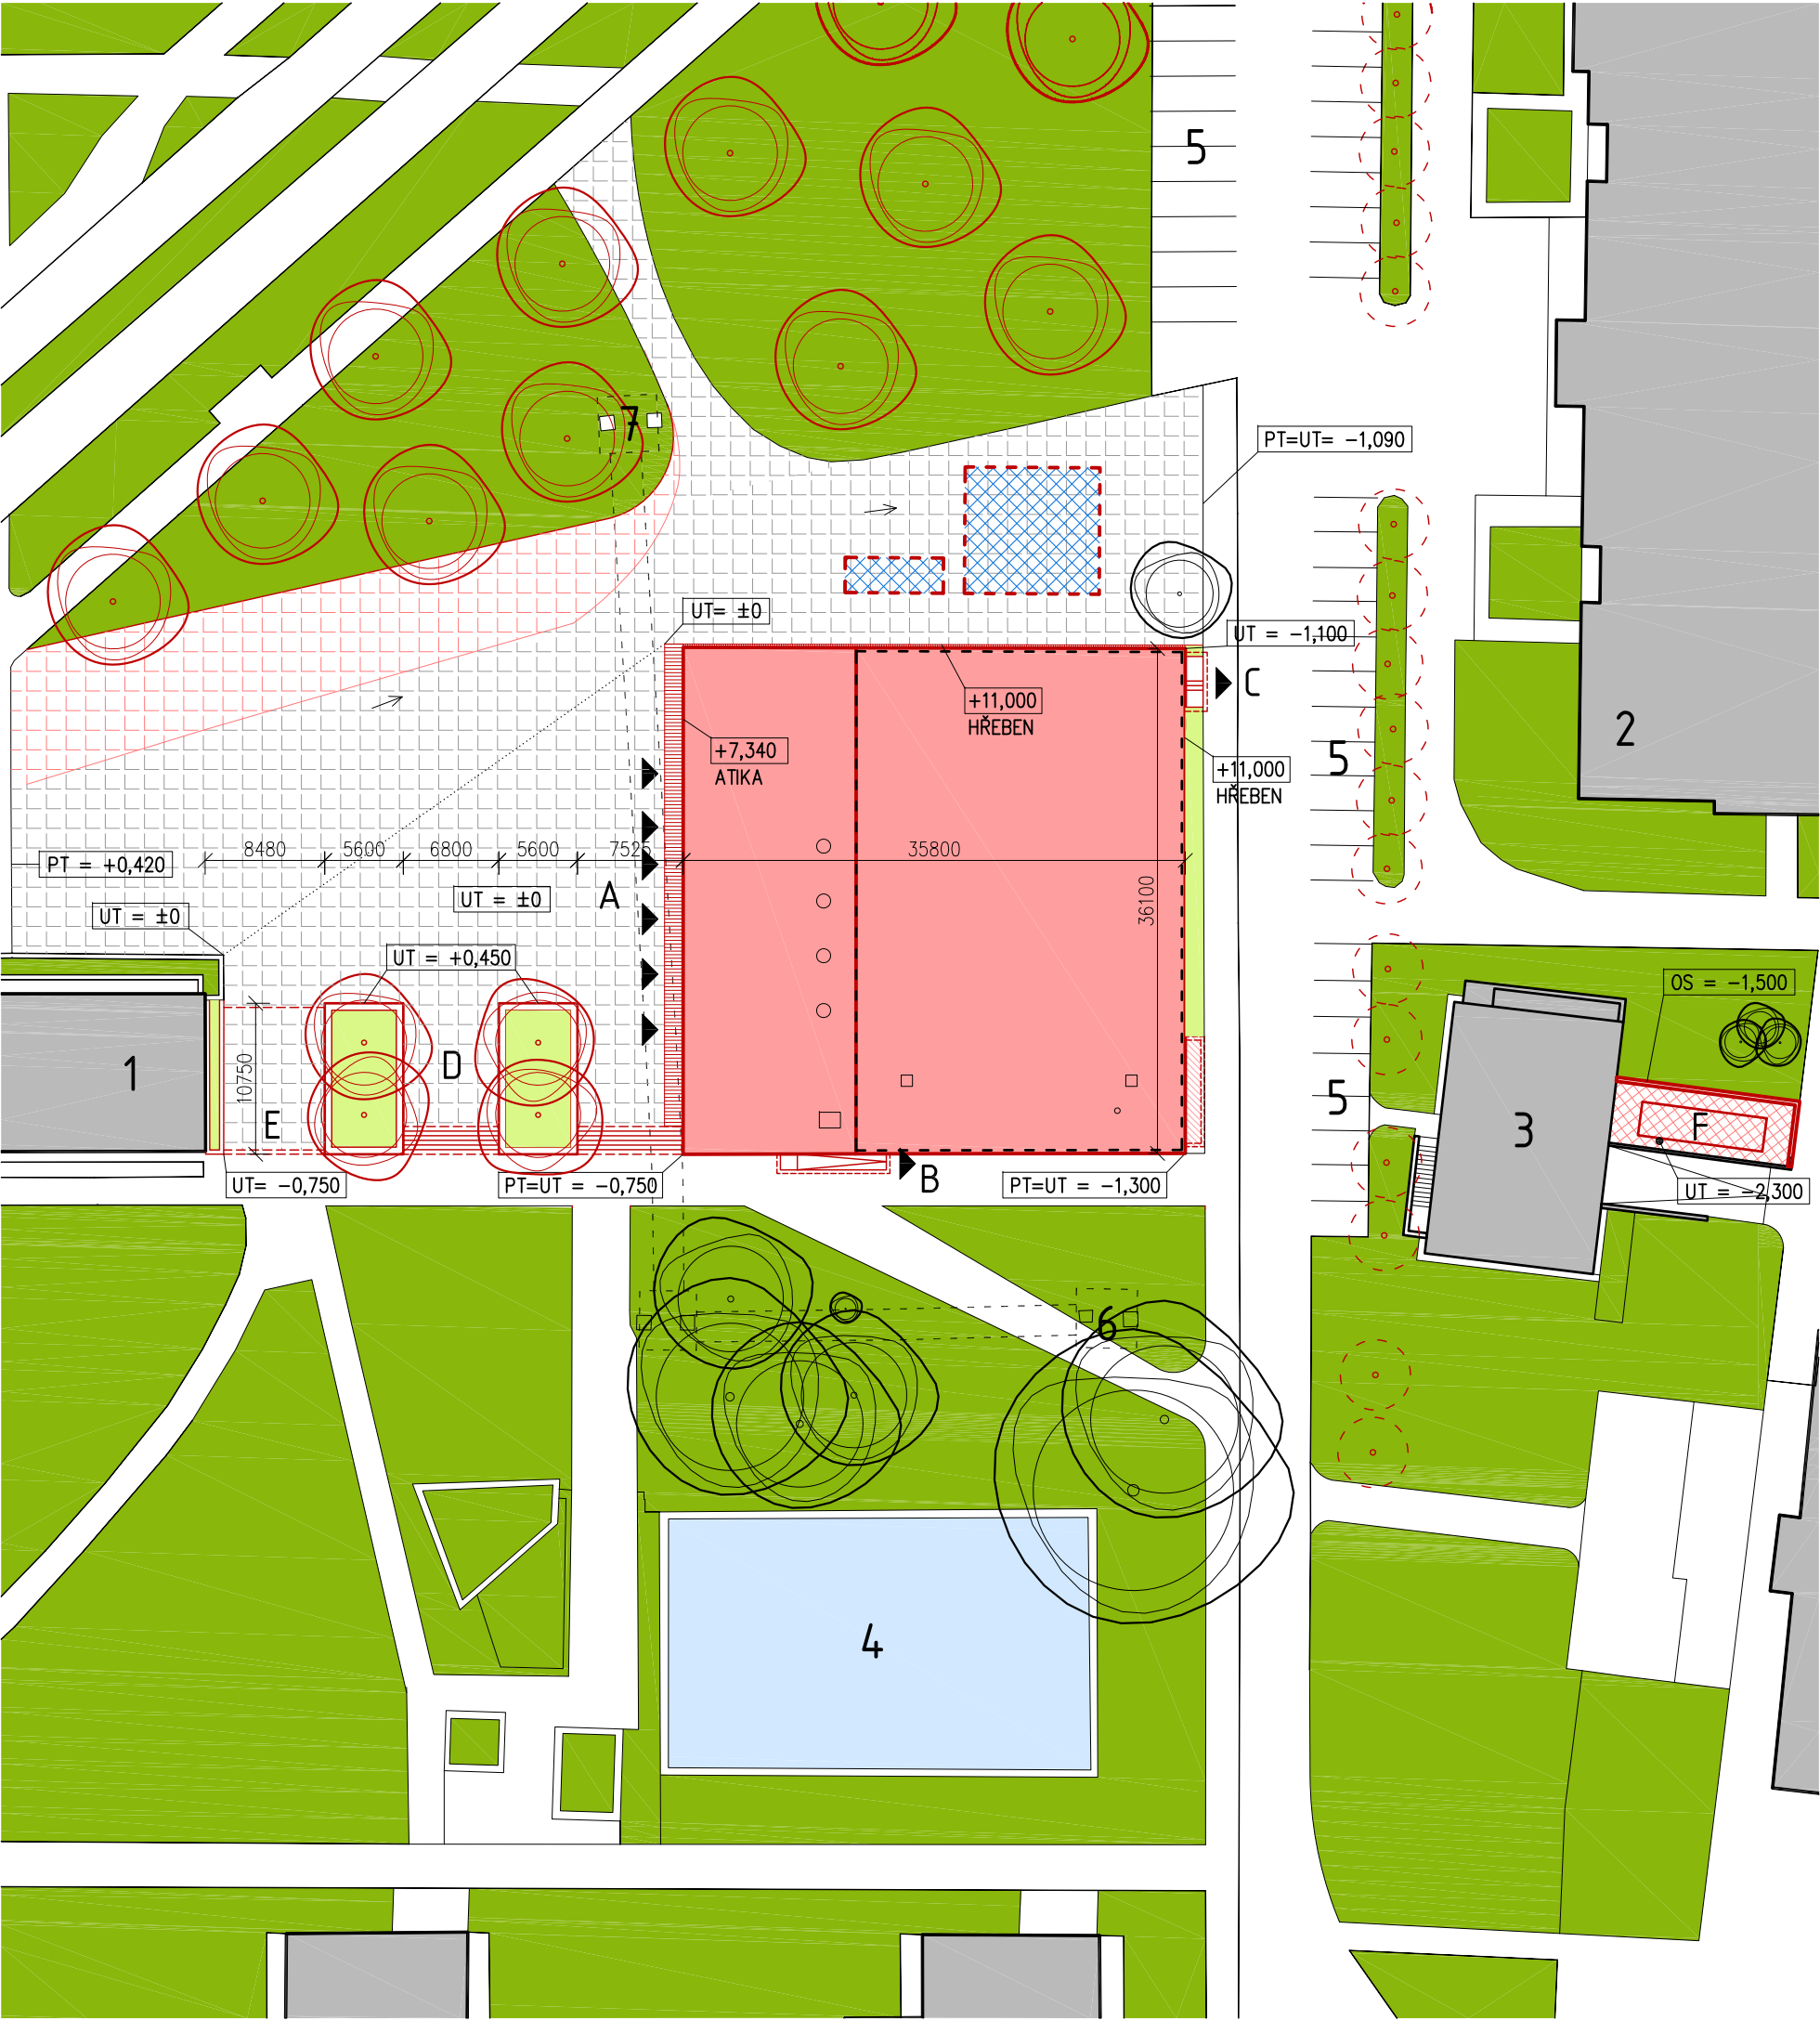 5
7
PT=UT= -1,090
UT= ±0
UT = -1,100
C
+11,000
HŘEBEN
2
+7,340
ATIKA
5
+11,000
HŘEBEN
8480
5600
6800
5600
7525
35800
PT = +0,420
UT = ±0
A
36100
UT = ±0
UT = +0,450
OS = -1,500
1
10750
D
E
5
3
F
B
UT= -0,750
PT=UT = -0,750
PT=UT = -1,300
UT = -2,300
6
4